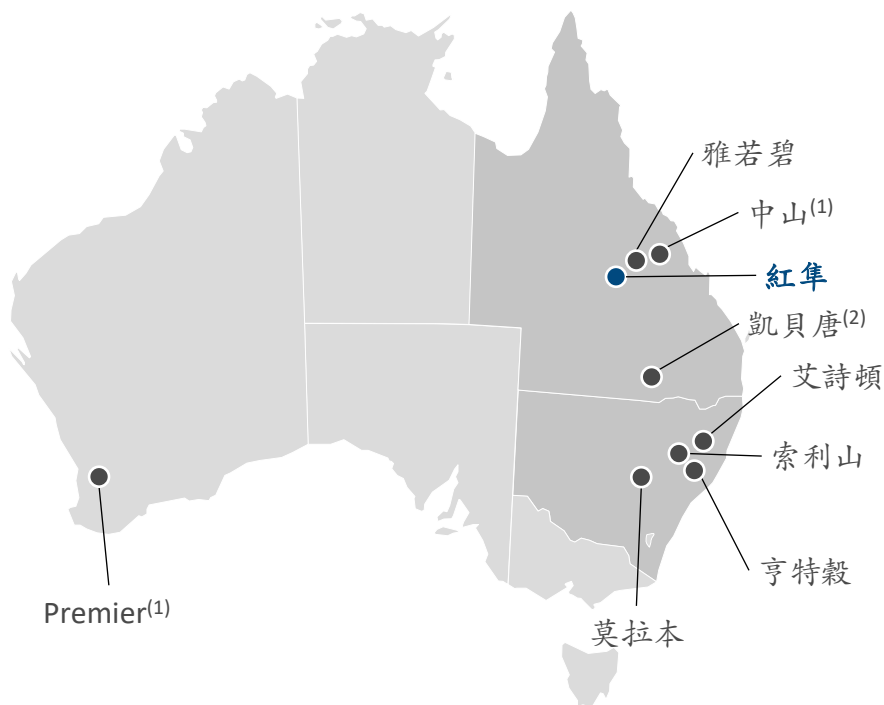 雅若碧
中山(1)
紅隼
凱貝唐(2)
艾詩頓
索利山
亨特穀
莫拉本
Premier(1)